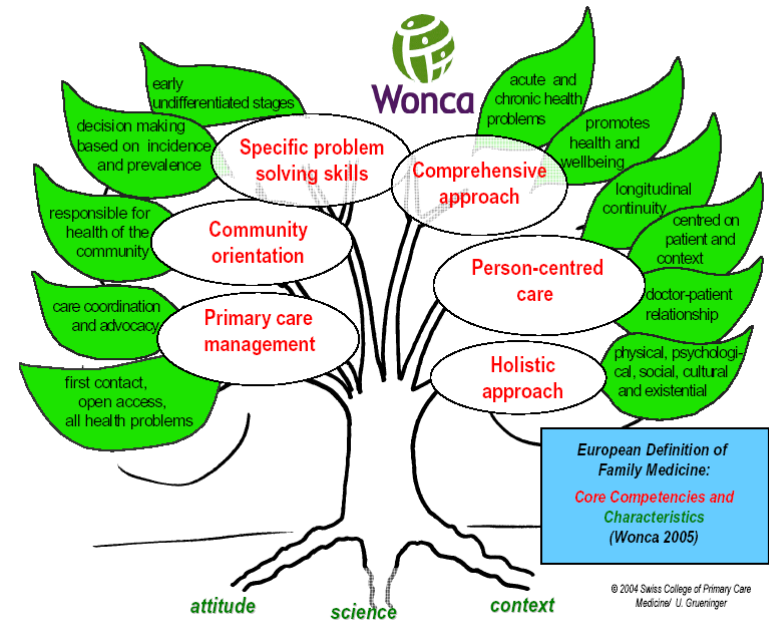 Wonca
early
undifferentiated stages
decision making
based on incidence
and prevalence
Specific problem
solving skills
responsible for
health of the
community
Community
orientation
care coordination
and advocacy
Primary care
management
first contact,
open access,
all health problems
acute and
chronic health
problems
promotes
health and
wellbeing
Comprehensive
approach
longitudinal
continuity
centred on
patient and
context
Person-centred
care
doctor-patient
relationship
Holistic
approach
physical, psychologi-
cal, social, cultural
and existential
European Definition of
Family Medicine:
Core Competencies and
Characteristics
(Wonca 2005)
© 2004 Swiss College of Primary Care
Medicine/ U. Grueninger
attitude
science
context